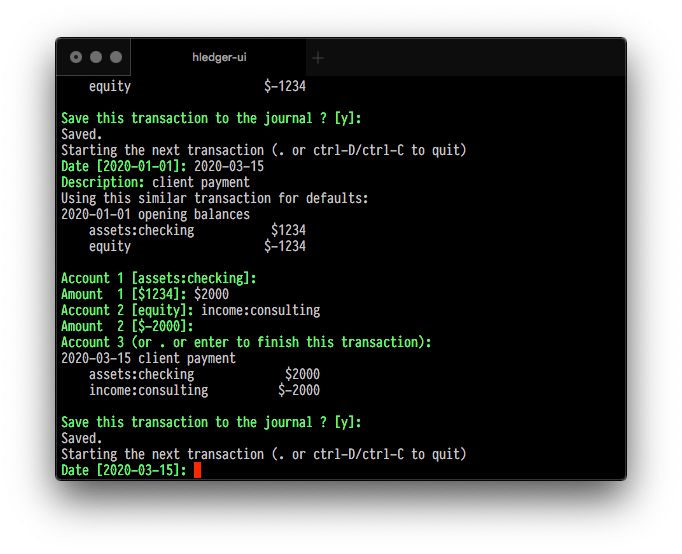 hledger-ui
+
equity $-1234
Save this transaction to the journal ? [y]:
Saved.
Starting the next transaction (. or ctrl-D/ctrl-C to quit)
Date [2020-01-01]: 2020-03-15
Description: client payment
Using this similar transaction for defaults:
2020-01-01 opening balances
assets:checking $1234
equity $-1234
Account 1 [assets:checking]:
Amount  1 [$1234]: $2000
Account 2 [equity]: income:consulting
Amount  2 [$-2000]:
Account 3 (or . or enter to finish this transaction):
2020-03-15 client payment
assets:checking $2000
income:consulting $-2000
Save this transaction to the journal ? [y]:
Saved.
Starting the next transaction (. or ctrl-D/ctrl-C to quit)
Date [2020-03-15]: